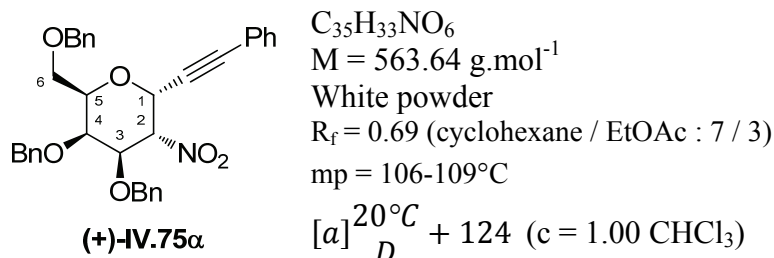 OBn
Ph
6
O
5
1
4
2
3
BnO
NO₂
OBn
(+)-IV.75α
C₃₅H₃₃NO₆
M = 563.64 g.mol⁻¹
White powder
R_f = 0.69 (cyclohexane / EtOAc : 7 / 3)
mp = 106-109°C
[a]20°C/D + 124 (c = 1.00 CHCl₃)